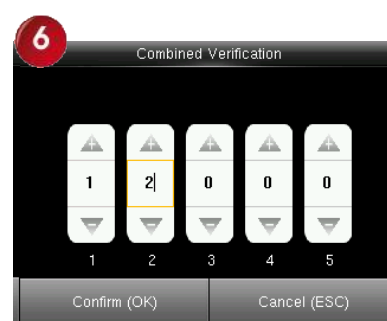 6
Combined Verification
+ + + + +
1 2 0 0 0
- - - - -
1 2 3 4 5
Confirm (OK) Cancel (ESC)